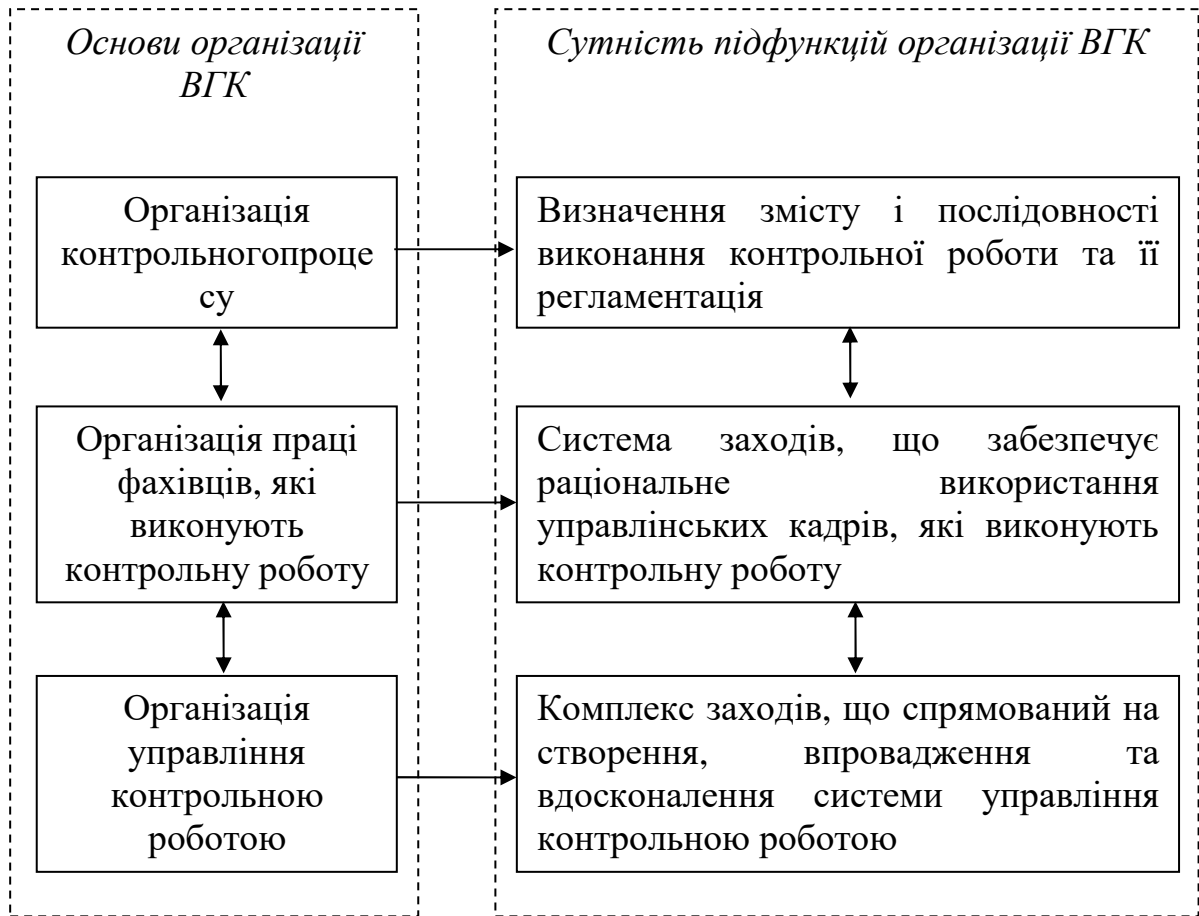 Основи організації
ВГК
Сутність підфункцій організації ВГК
Організація
контрольногопроце
су
Визначення змісту і послідовності
виконання контрольної роботи та її
регламентація
Організація праці
фахівців, які
виконують
контрольну роботу
Система заходів, що забезпечує
раціональне використання
управлінських кадрів, які виконують
контрольну роботу
Організація
управління
контрольною
роботою
Комплекс заходів, що спрямований на
створення, впровадження та
вдосконалення системи управління
контрольною роботою